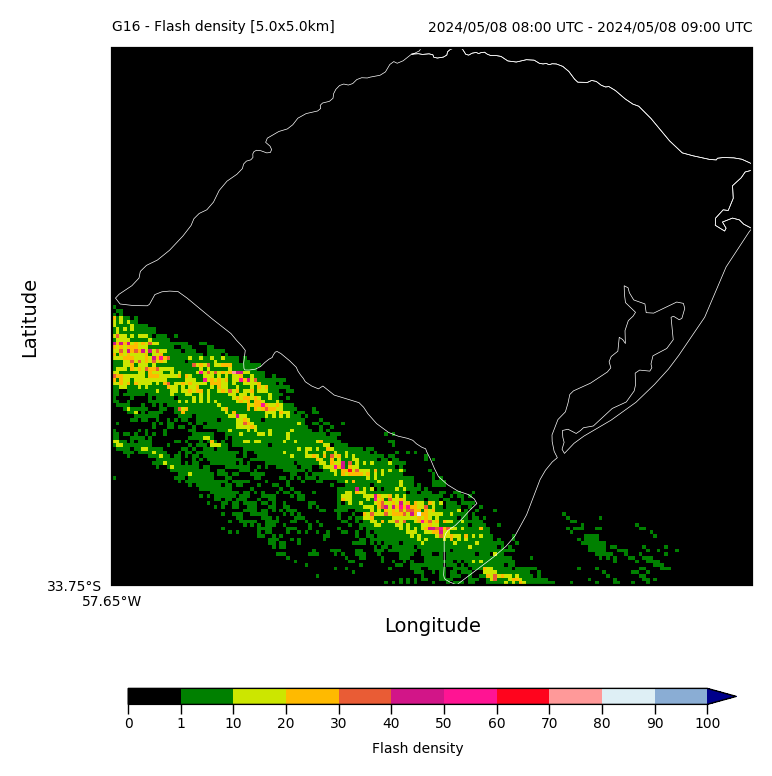 G16 - Flash density [5.0x5.0km]
2024/05/08 08:00 UTC - 2024/05/08 09:00 UTC
Latitude
33.75°S
57.65°W
Longitude
0 1 10 20 30 40 50 60 70 80 90 100
Flash density